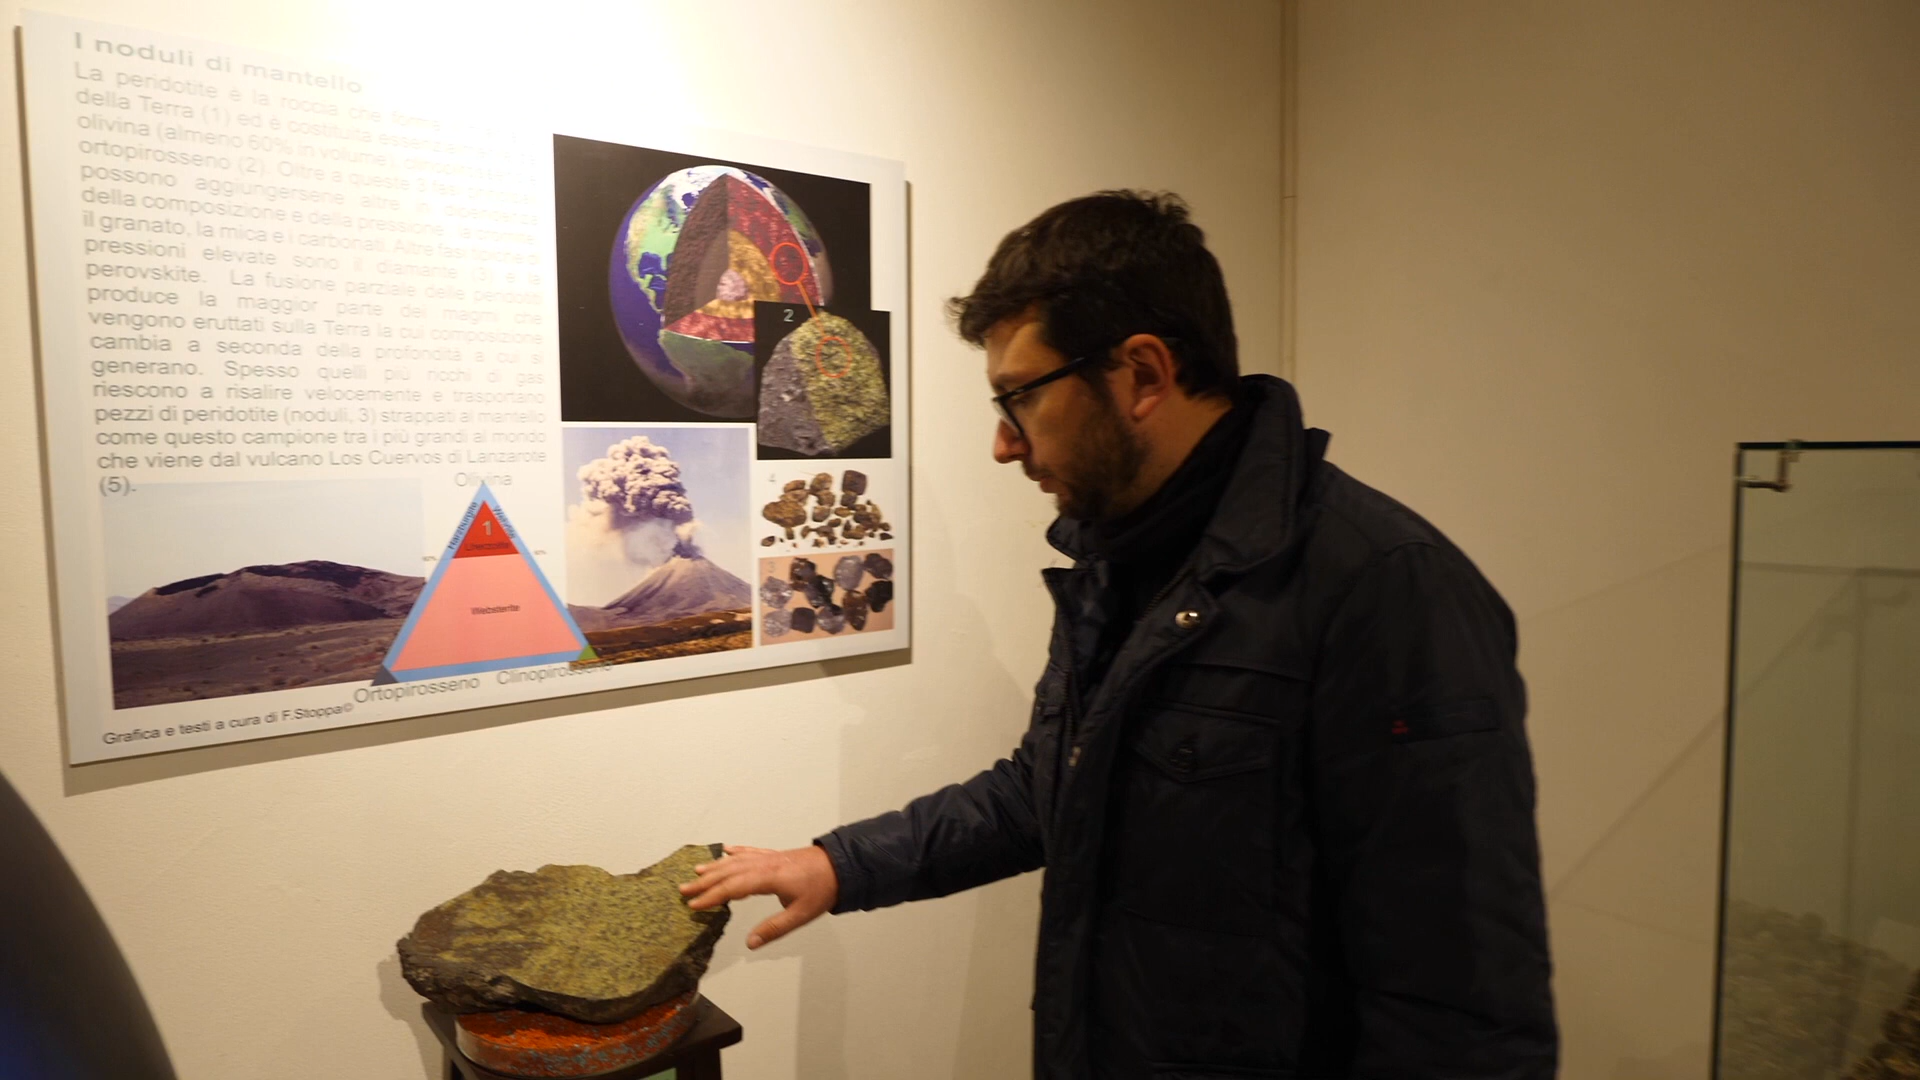 I noduli di mantello
La peridotite è la roccia che forma
della Terra (1) ed è costituita essenzialmente
olivina (almeno 60% in volume), clinopirosseno
ortopirosseno (2). Oltre a queste 3 fasi
possono aggiungersene altre in dipendenza
della composizione e della pressione
il granato, la mica e i carbonati. Altre fasi tipiche di
pressioni elevate sono il diamante (3) e la
perovskite. La fusione parziale delle peridotiti
produce la maggior parte dei magmi che
vengono eruttati sulla Terra la cui composizione
cambia a seconda della profondità a cui si
generano. Spesso quelli più ricchi di gas
riescono a risalire velocemente e trasportano
pezzi di peridotite (noduli, 3) strappati al mantello
come questo campione tra i più grandi al mondo
che viene dal vulcano Los Cuervos di Lanzarote
(5).
2
4
3
Olivina
Harzburgite
1
Lherzolite
Websterite
Ortopirosseno Clinopirosseno
Grafica e testi a cura di F.Stoppa©